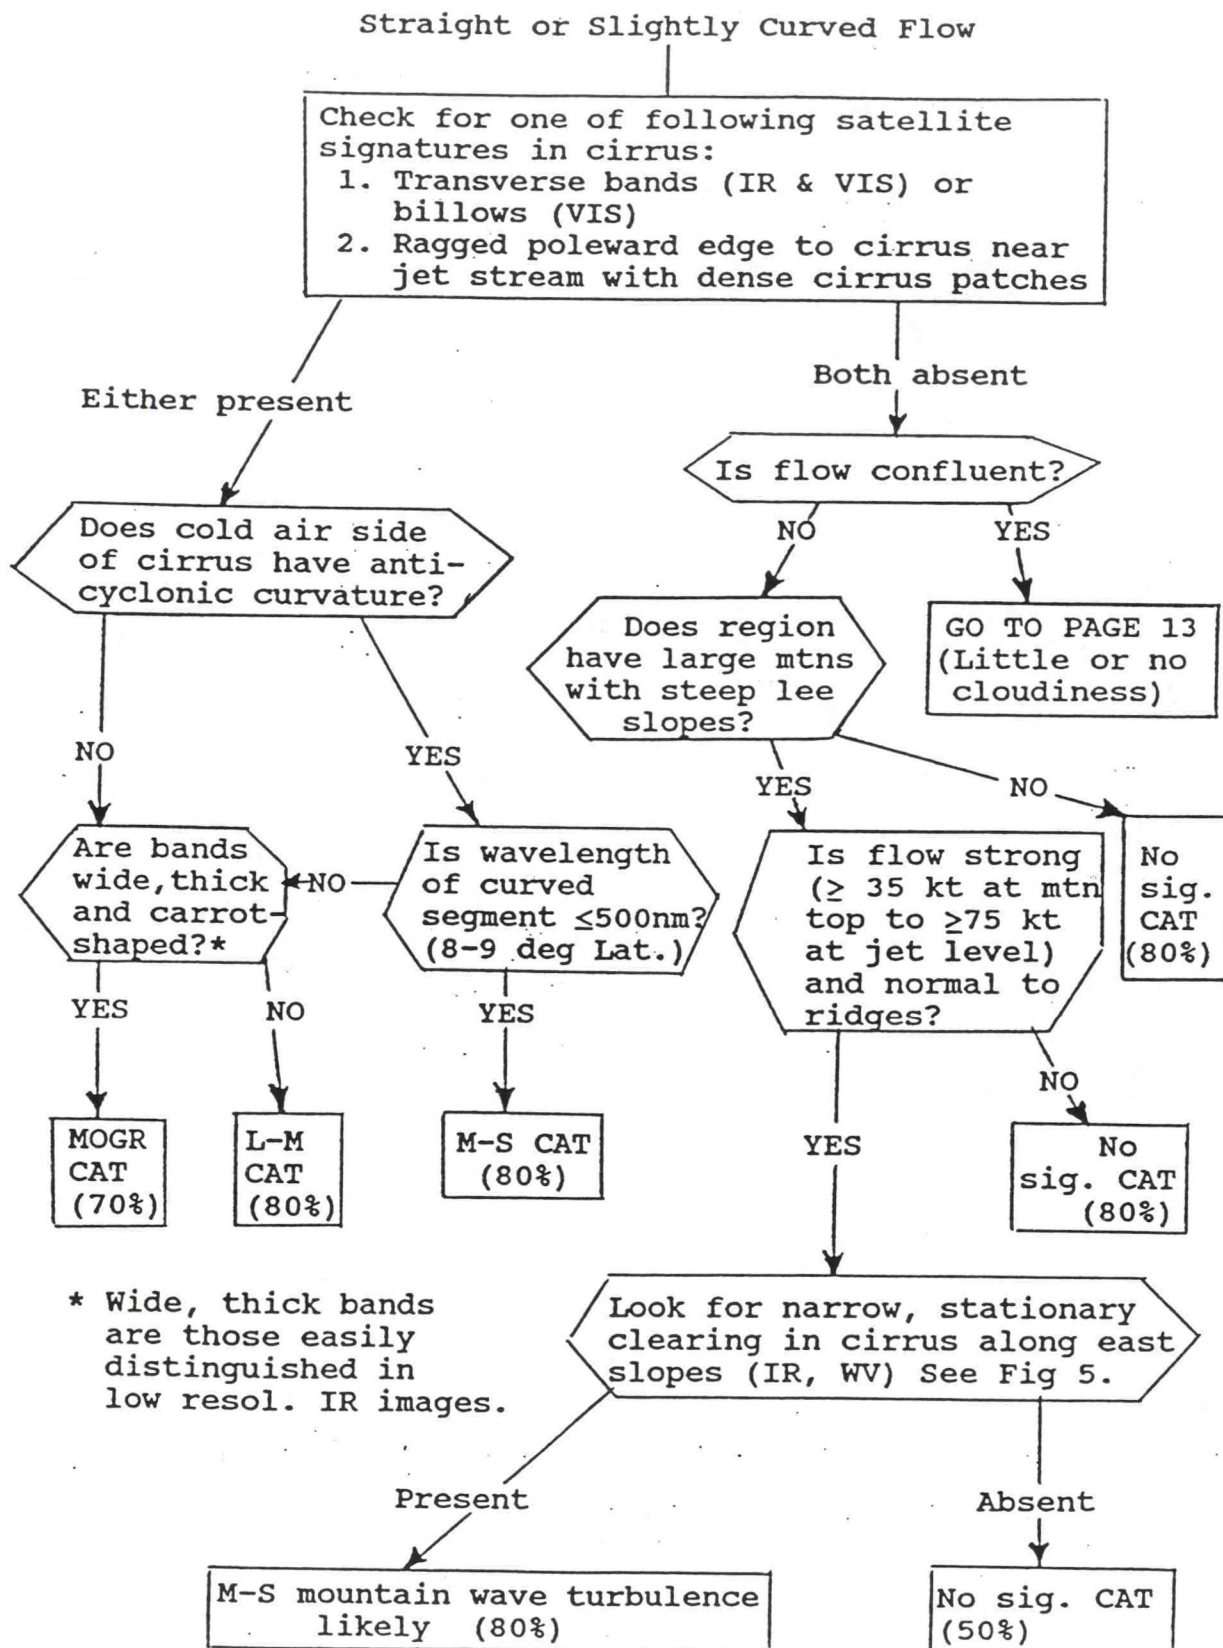 Straight or Slightly Curved Flow
Check for one of following satellite
signatures in cirrus:
1. Transverse bands (IR & VIS) or
billows (VIS)
2. Ragged poleward edge to cirrus near
jet stream with dense cirrus patches
Either present
Both absent
Is flow confluent?
Does cold air side
of cirrus have anti-
cyclonic curvature?
NO
YES
Does region
have large mtns
with steep lee
slopes?
GO TO PAGE 13
(Little or no
cloudiness)
NO
YES
YES
NO
Are bands
wide, thick
and carrot-
shaped?*
NO
Is wavelength
of curved
segment ≤500nm?
(8-9 deg Lat.)
Is flow strong
(≥ 35 kt at mtn
top to ≥75 kt
at jet level)
and normal to
ridges?
No
sig.
CAT
(80%)
YES
NO
YES
NO
YES
MOGR
CAT
(70%)
L-M
CAT
(80%)
M-S CAT
(80%)
No
sig. CAT
(80%)
* Wide, thick bands
are those easily
distinguished in
low resol. IR images.
Look for narrow, stationary
clearing in cirrus along east
slopes (IR, WV) See Fig 5.
Present
Absent
M-S mountain wave turbulence
likely (80%)
No sig. CAT
(50%)